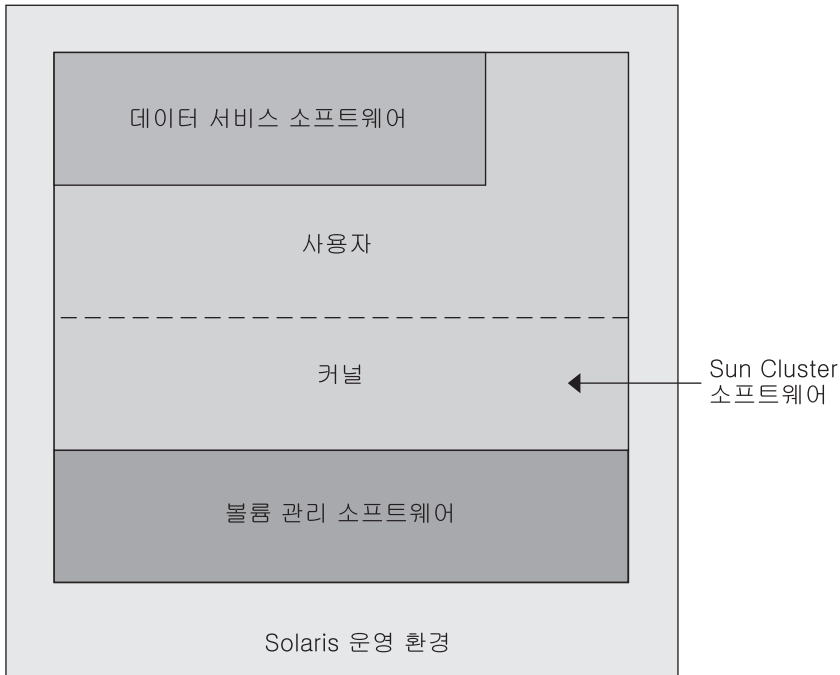 데이터 서비스 소프트웨어
사용자
커널
Sun Cluster
소프트웨어
볼륨 관리 소프트웨어
Solaris 운영 환경